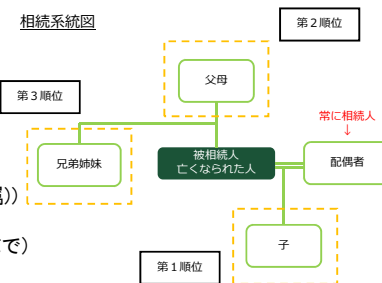 相続系統図
第２順位
父母
第３順位
常に相続人
↓
兄弟姉妹
被相続人
亡くなられた人
配偶者
))
で）
子
第１順位